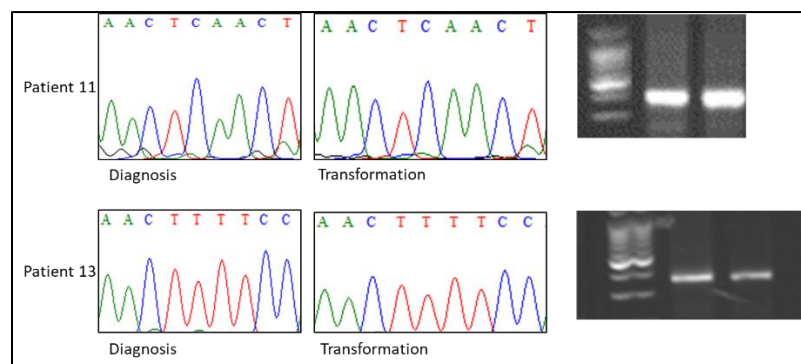 A A C T C A A C T
A A C T C A A C T
Patient 11
Diagnosis
Transformation
A A C T T T T C C
A A C T T T T C C
Patient 13
Diagnosis
Transformation